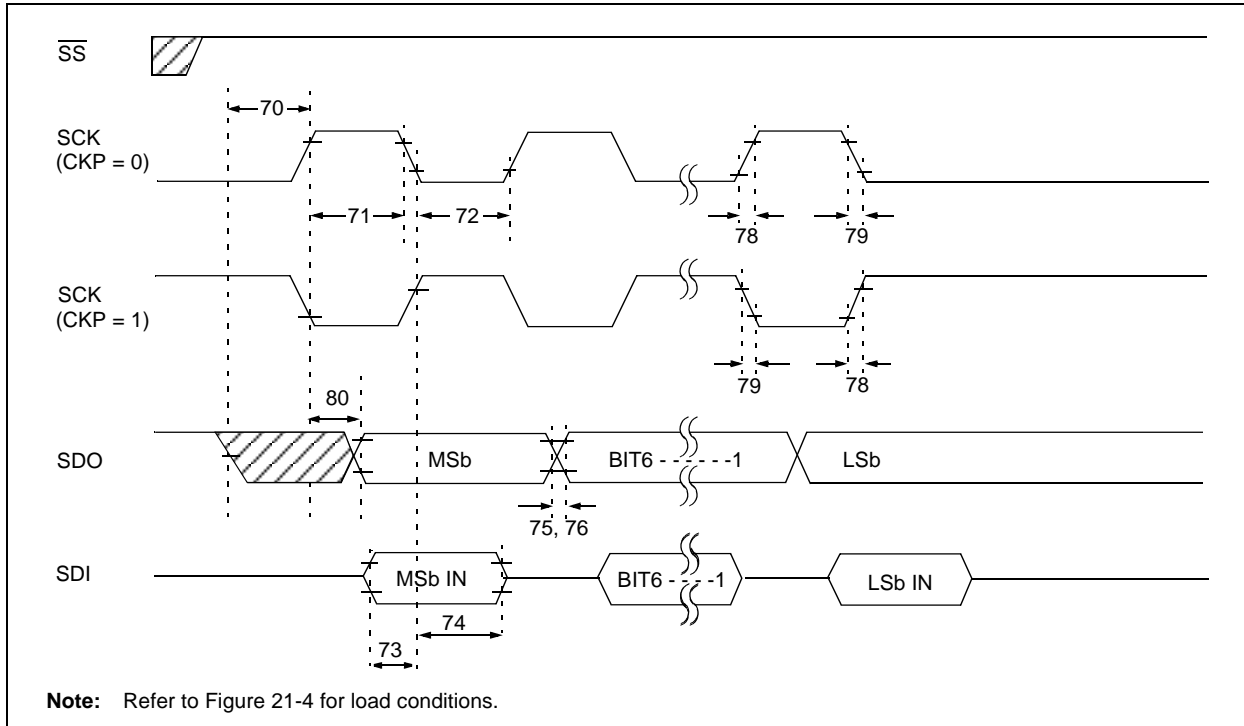 SS
70
SCK
(CKP = 0)
71
72
78
79
SCK
(CKP = 1)
79
78
80
SDO
MSb
BIT6 - - - - - -1
LSb
75, 76
SDI
MSb IN
BIT6 - - - -1
LSb IN
74
73
Note: Refer to Figure 21-4 for load conditions.